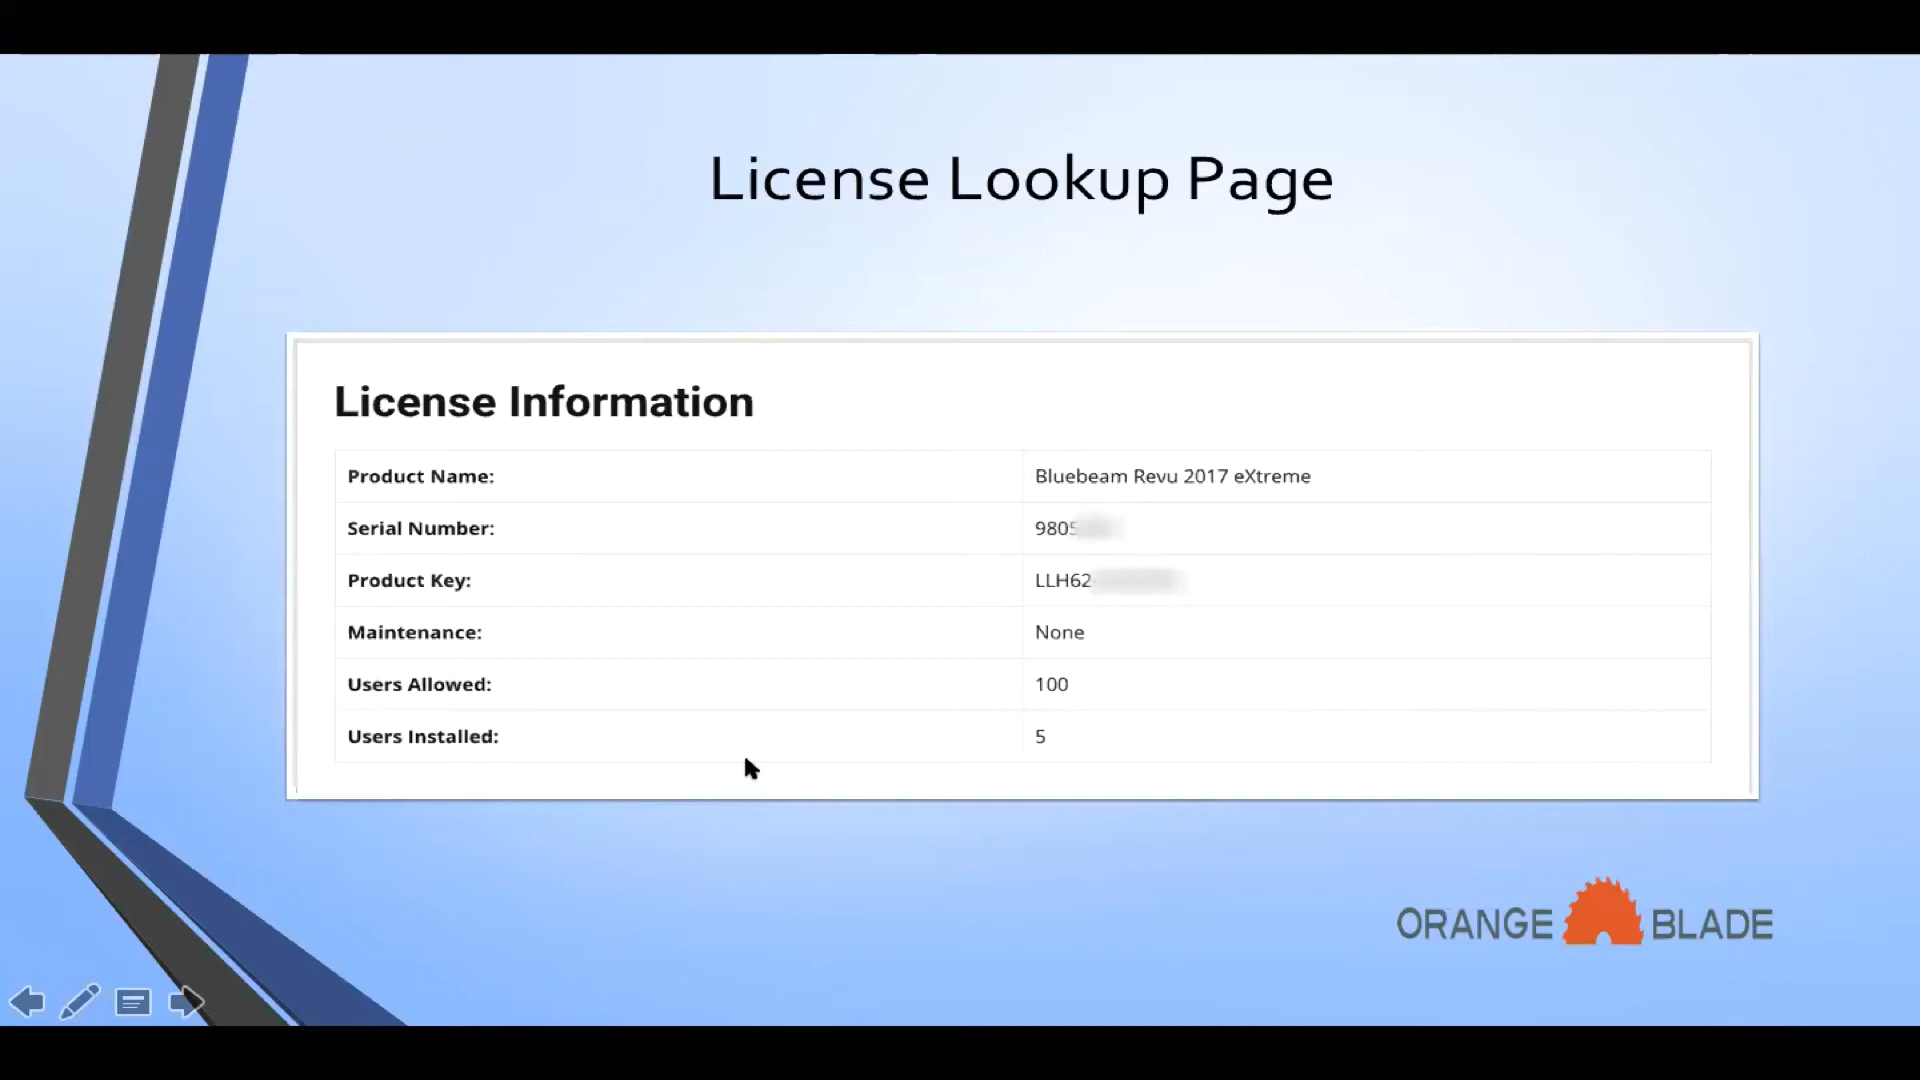 License Lookup Page
License Information
Product Name: Bluebeam Revu 2017 eXtreme
Serial Number: 9805
Product Key: LLH62
Maintenance: None
Users Allowed: 100
Users Installed: 5
ORANGE BLADE